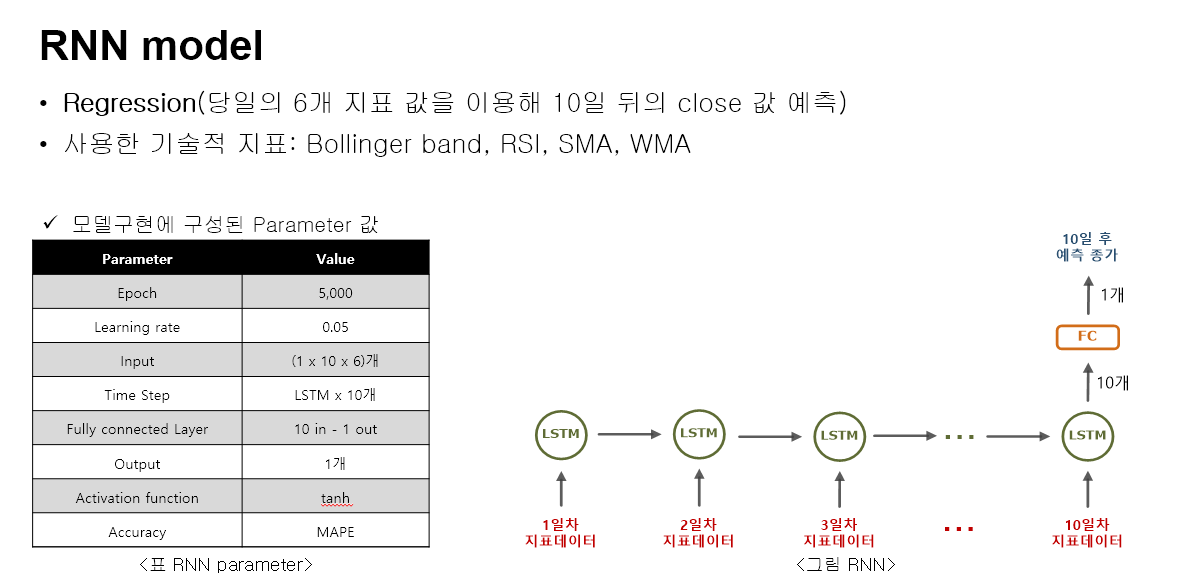 RNN model
• Regression(당일의 6개 지표 값을 이용해 10일 뒤의 close 값 예측)
• 사용한 기술적 지표: Bollinger band, RSI, SMA, WMA
✓ 모델구현에 구성된 Parameter 값
Parameter Value
Epoch 5,000
Learning rate 0.05
Input (1 x 10 x 6)개
Time Step LSTM x 10개
Fully connected Layer 10 in - 1 out
Output 1개
Activation function tanh
Accuracy MAPE
<표 RNN parameter>
10일 후
예측 종가
1개
FC
10개
LSTM LSTM LSTM ... LSTM
1일차 2일차 3일차 ... 10일차
지표데이터 지표데이터 지표데이터 지표데이터
<그림 RNN>